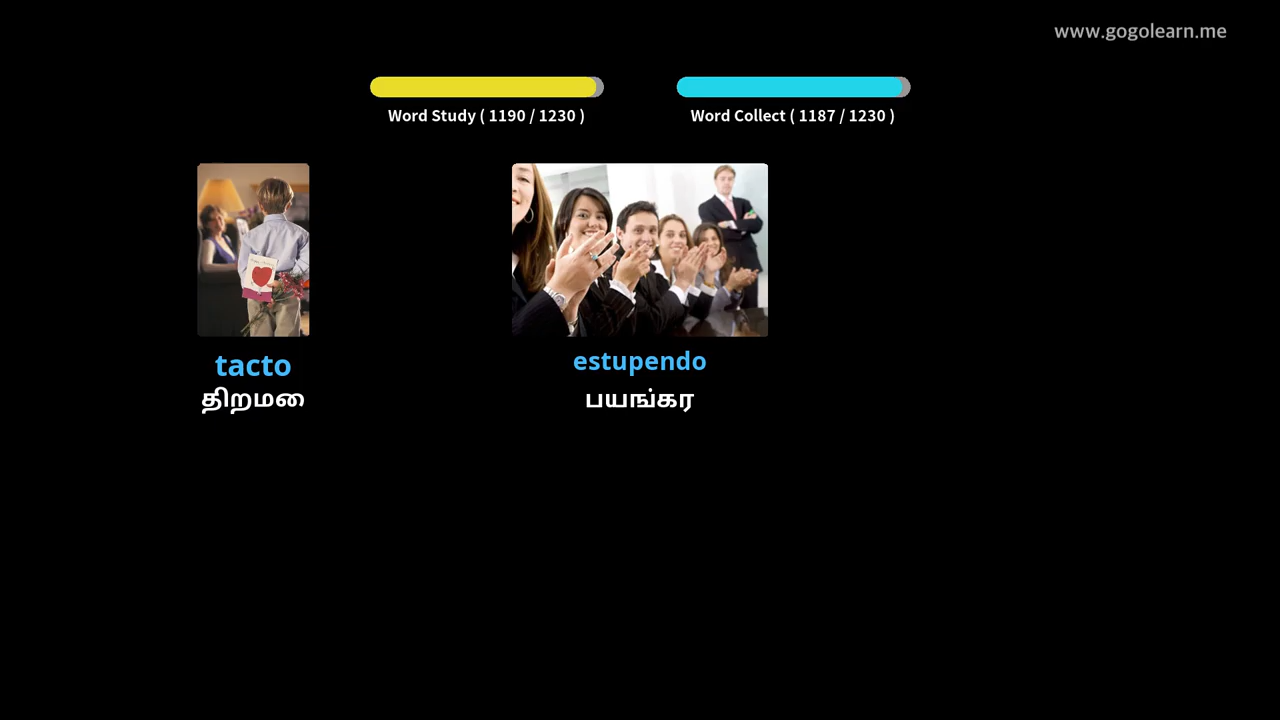 www.gogolearn.me
Word Study ( 1190 / 1230 )
Word Collect ( 1187 / 1230 )
tacto
estupendo
திறமை
பயங்கர